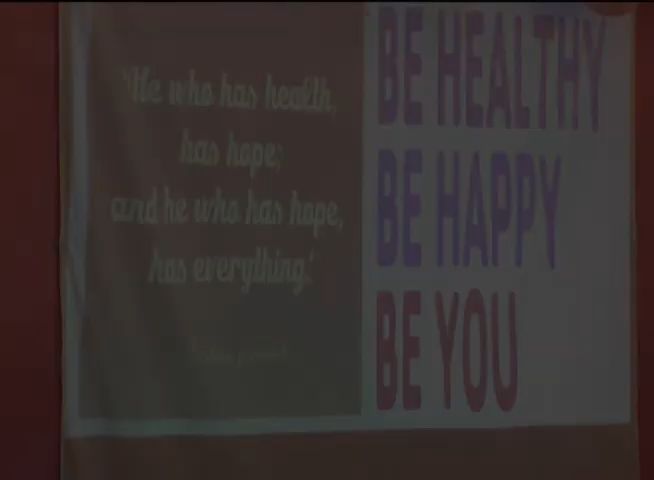 "He who has health,
has hope;
and he who has hope,
has everything."
BE HEALTHY
BE HAPPY
BE YOU